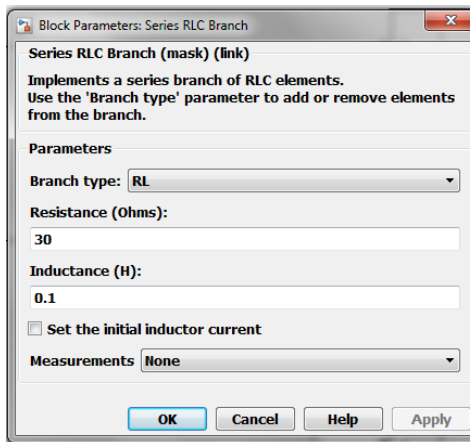 Block Parameters: Series RLC Branch
Series RLC Branch (mask) (link)
Implements a series branch of RLC elements.
Use the 'Branch type' parameter to add or remove elements
from the branch.
Parameters
Branch type: RL
Resistance (Ohms):
30
Inductance (H):
0.1
Set the initial inductor current
Measurements None
OK Cancel Help Apply